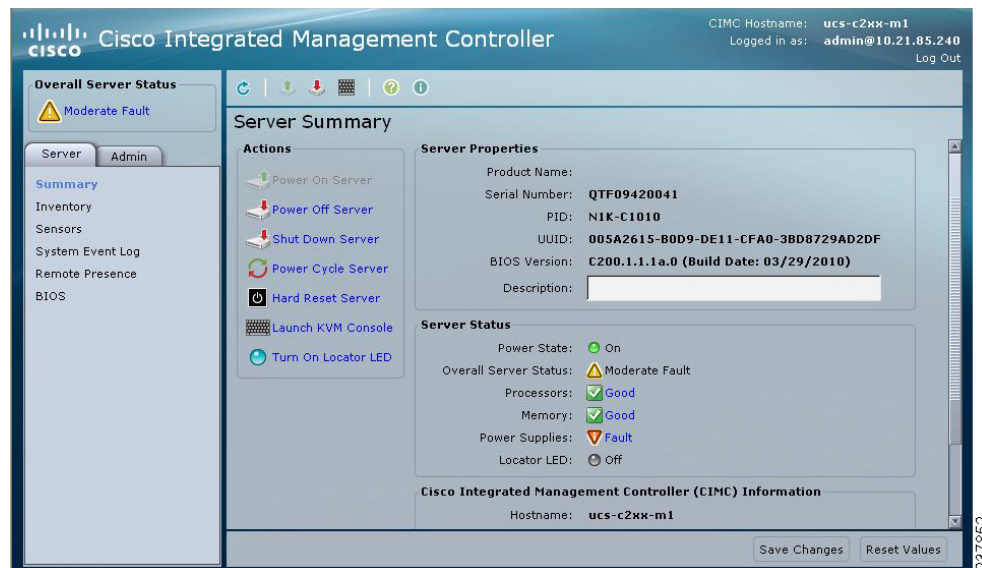 CISCO Cisco Integrated Management Controller
CIMC Hostname: ucs-c2xx-m1
Logged in as: admin@10.21.85.240
Log Out
Overall Server Status
Moderate Fault
Server Admin
Summary
Inventory
Sensors
System Event Log
Remote Presence
BIOS
Server Summary
Actions
Power On Server
Power Off Server
Shut Down Server
Power Cycle Server
Hard Reset Server
Launch KVM Console
Turn On Locator LED
Server Properties
Product Name:
Serial Number: QTF09420041
PID: N1K-C1010
UUID: 005A2615-B0D9-DE11-CFA0-3BD8729AD2DF
BIOS Version: C200.1.1.1a.0 (Build Date: 03/29/2010)
Description:
Server Status
Power State: On
Overall Server Status: Moderate Fault
Processors: Good
Memory: Good
Power Supplies: Fault
Locator LED: Off
Cisco Integrated Management Controller (CIMC) Information
Hostname: ucs-c2xx-m1
Save Changes Reset Values